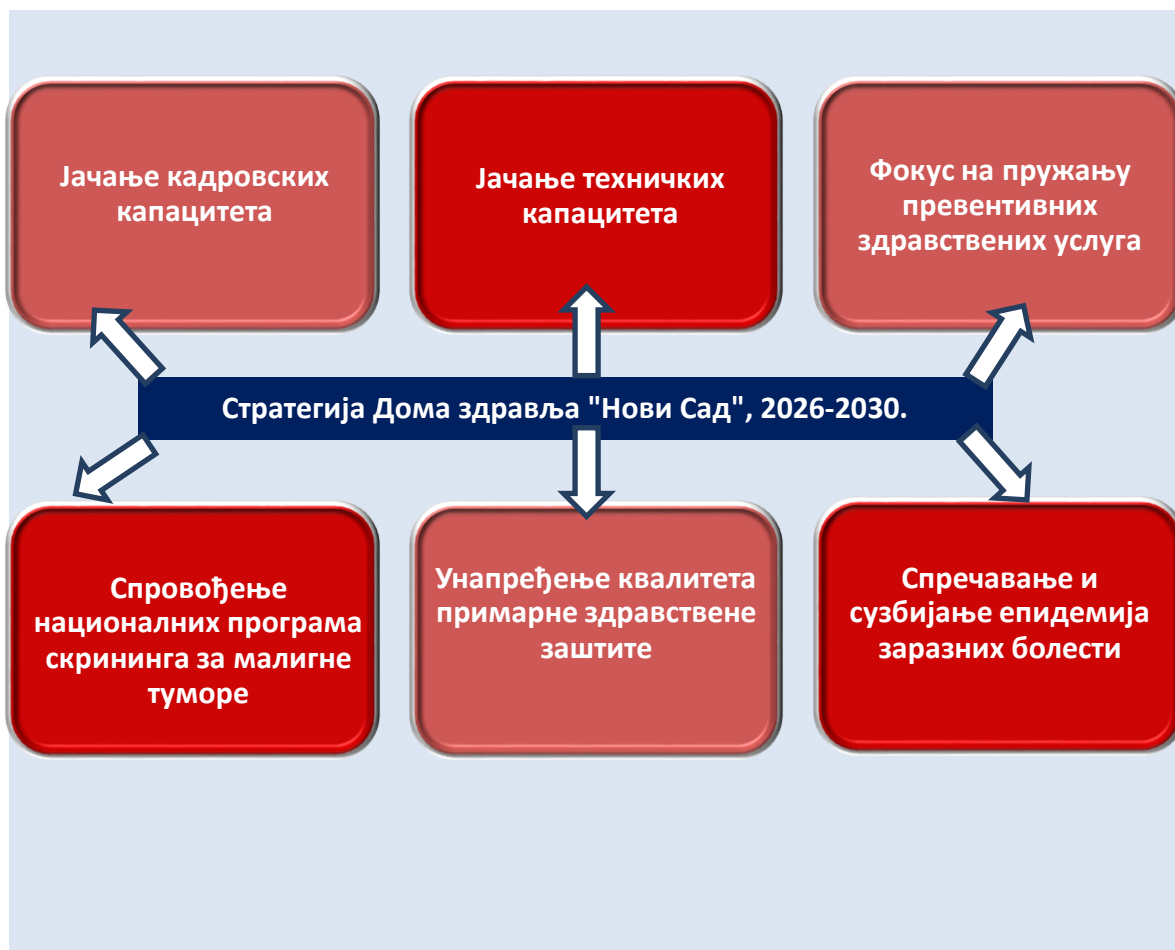 Јачање кадровских
капацитета
Јачање техничких
капацитета
Фокус на пружању
превентивних
здравствених услуга
Стратегија Дома здравља "Нови Сад", 2026-2030.
Спровођење
националних програма
скрининга за малигне
туморе
Унапређење квалитета
примарне здравствене
заштите
Спречавање и
сузбијање епидемија
заразних болести